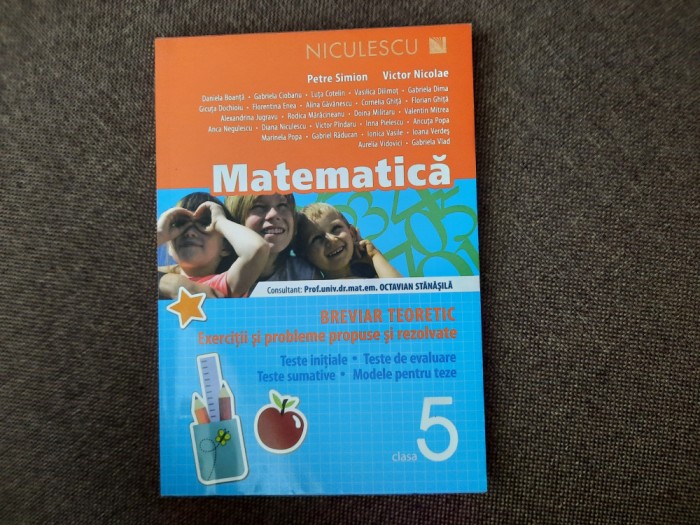 NICULESCU
Petre Simion Victor Nicolae
Daniela Boariță • Gabriela Ciobanu • Luța Cotelin • Vasilica Dilimoț • Gabriela Dima
Gicuța Dochioiu • Florentina Enea • Alina Găvănescu • Cornelia Ghiță • Florian Ghiță
Alexandrina Jugravu • Rodica Mărăcineanu • Doina Militaru • Valentin Mitrea
Anca Negulescu • Diana Niculescu • Victor Pîndaru • Irina Pielescu • Ancuța Popa
Marinela Popa • Gabriel Răducan • Ionica Vasile • Ioana Verdeș
Aurelia Vidovici • Gabriela Vlad
Matematică
Consultant: Prof.univ.dr.mat.em. OCTAVIAN STĂNĂȘILĂ
BREVIAR TEORETIC
Exerciții și probleme propuse și rezolvate
Teste inițiale • Teste de evaluare
Teste sumative • Modele pentru teze
clasa 5